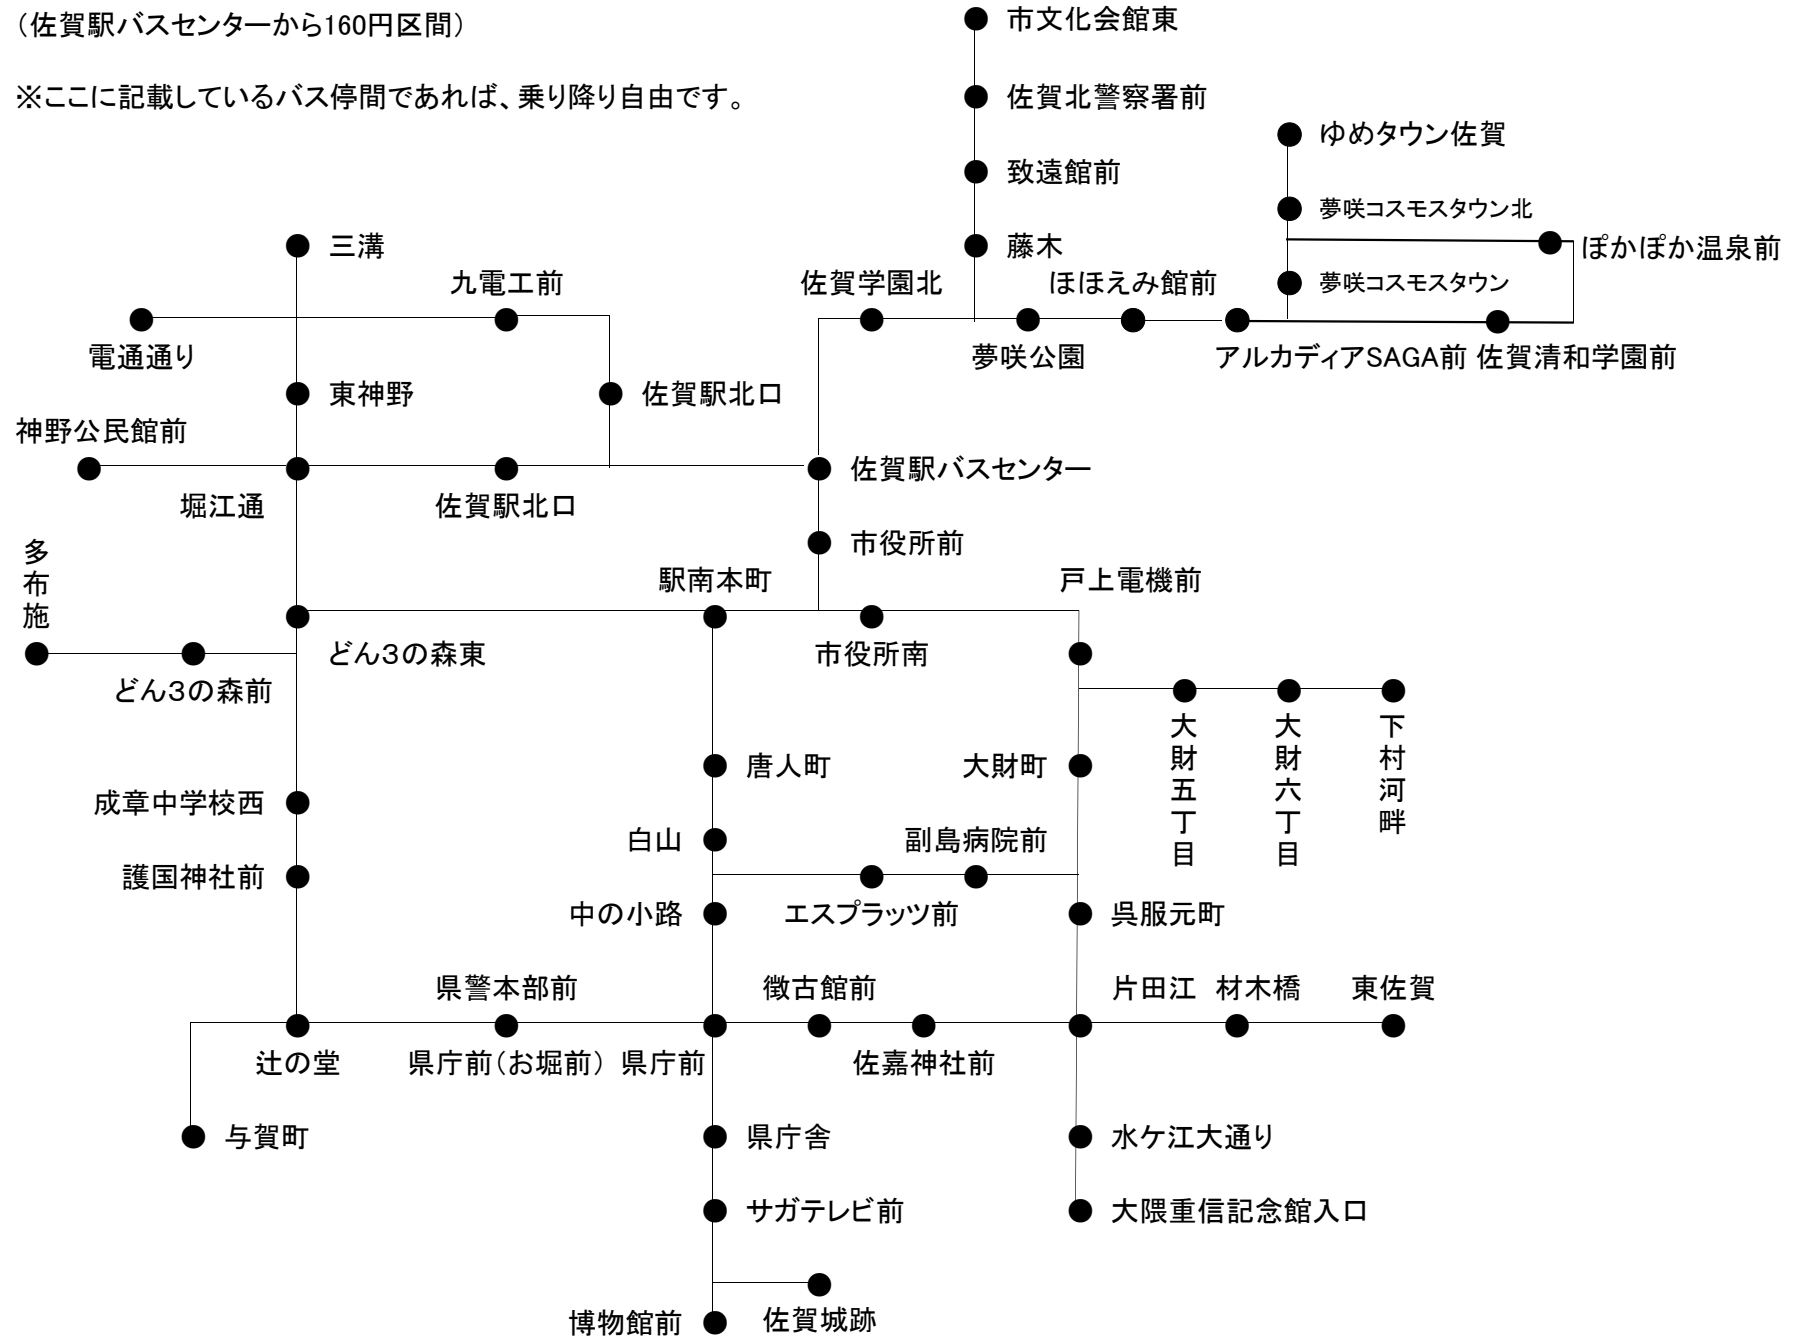 （佐賀駅バスセンターから160円区間）
市文化会館東
※ここに記載しているバス停間であれば、乗り降り自由です。
佐賀北警察署前
ゆめタウン佐賀
致遠館前
夢咲コスモスタウン北
三溝
藤木
ぽかぽか温泉前
九電工前
佐賀学園北
ほほえみ館前
夢咲コスモスタウン
電通通り
夢咲公園
アルカディアSAGA前
佐賀清和学園前
東神野
佐賀駅北口
神野公民館前
佐賀駅バスセンター
堀江通
佐賀駅北口
市役所前
多布施
駅南本町
戸上電機前
どん３の森東
市役所南
どん３の森前
大財五丁目
大財六丁目
下村河畔
唐人町
大財町
成章中学校西
白山
副島病院前
護国神社前
中の小路
エスプラッツ前
呉服元町
県警本部前
徴古館前
片田江
材木橋
東佐賀
辻の堂
県庁前（お堀前）
県庁前
佐嘉神社前
与賀町
県庁舎
水ケ江大通り
サガテレビ前
大隈重信記念館入口
博物館前
佐賀城跡